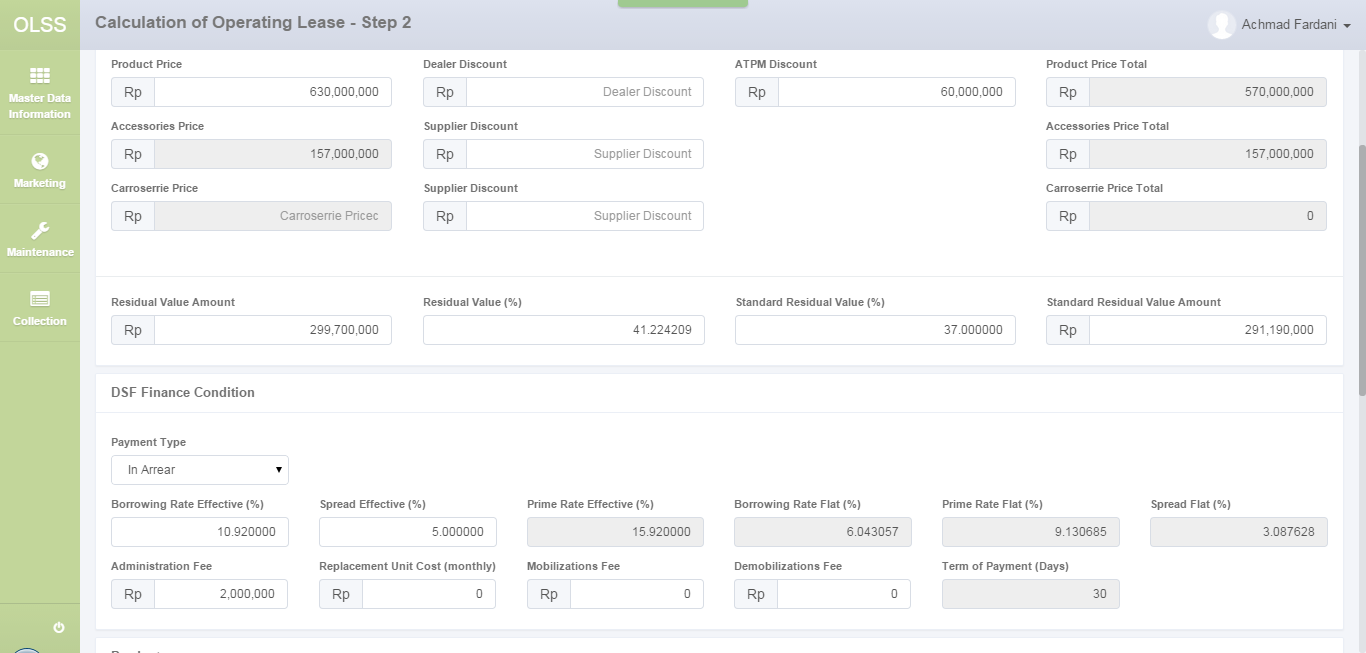 OLSS
Calculation of Operating Lease - Step 2
Achmad Fardani
Master Data
Information
Marketing
Maintenance
Collection
Product Price
Dealer Discount
ATPM Discount
Product Price Total
Rp 630,000,000
Rp Dealer Discount
Rp 60,000,000
Rp 570,000,000
Accessories Price
Supplier Discount
Accessories Price Total
Rp 157,000,000
Rp Supplier Discount
Rp 157,000,000
Carroserrie Price
Supplier Discount
Carroserrie Price Total
Rp Carroserrie Pricec
Rp Supplier Discount
Rp 0
Residual Value Amount
Residual Value (%)
Standard Residual Value (%)
Standard Residual Value Amount
Rp 299,700,000
41.224209
37.000000
Rp 291,190,000
DSF Finance Condition
Payment Type
In Arrear
Borrowing Rate Effective (%)
Spread Effective (%)
Prime Rate Effective (%)
Borrowing Rate Flat (%)
Prime Rate Flat (%)
Spread Flat (%)
10.920000
5.000000
15.920000
6.043057
9.130685
3.087628
Administration Fee
Replacement Unit Cost (monthly)
Mobilizations Fee
Demobilizations Fee
Term of Payment (Days)
Rp 2,000,000
Rp 0
Rp 0
Rp 0
30